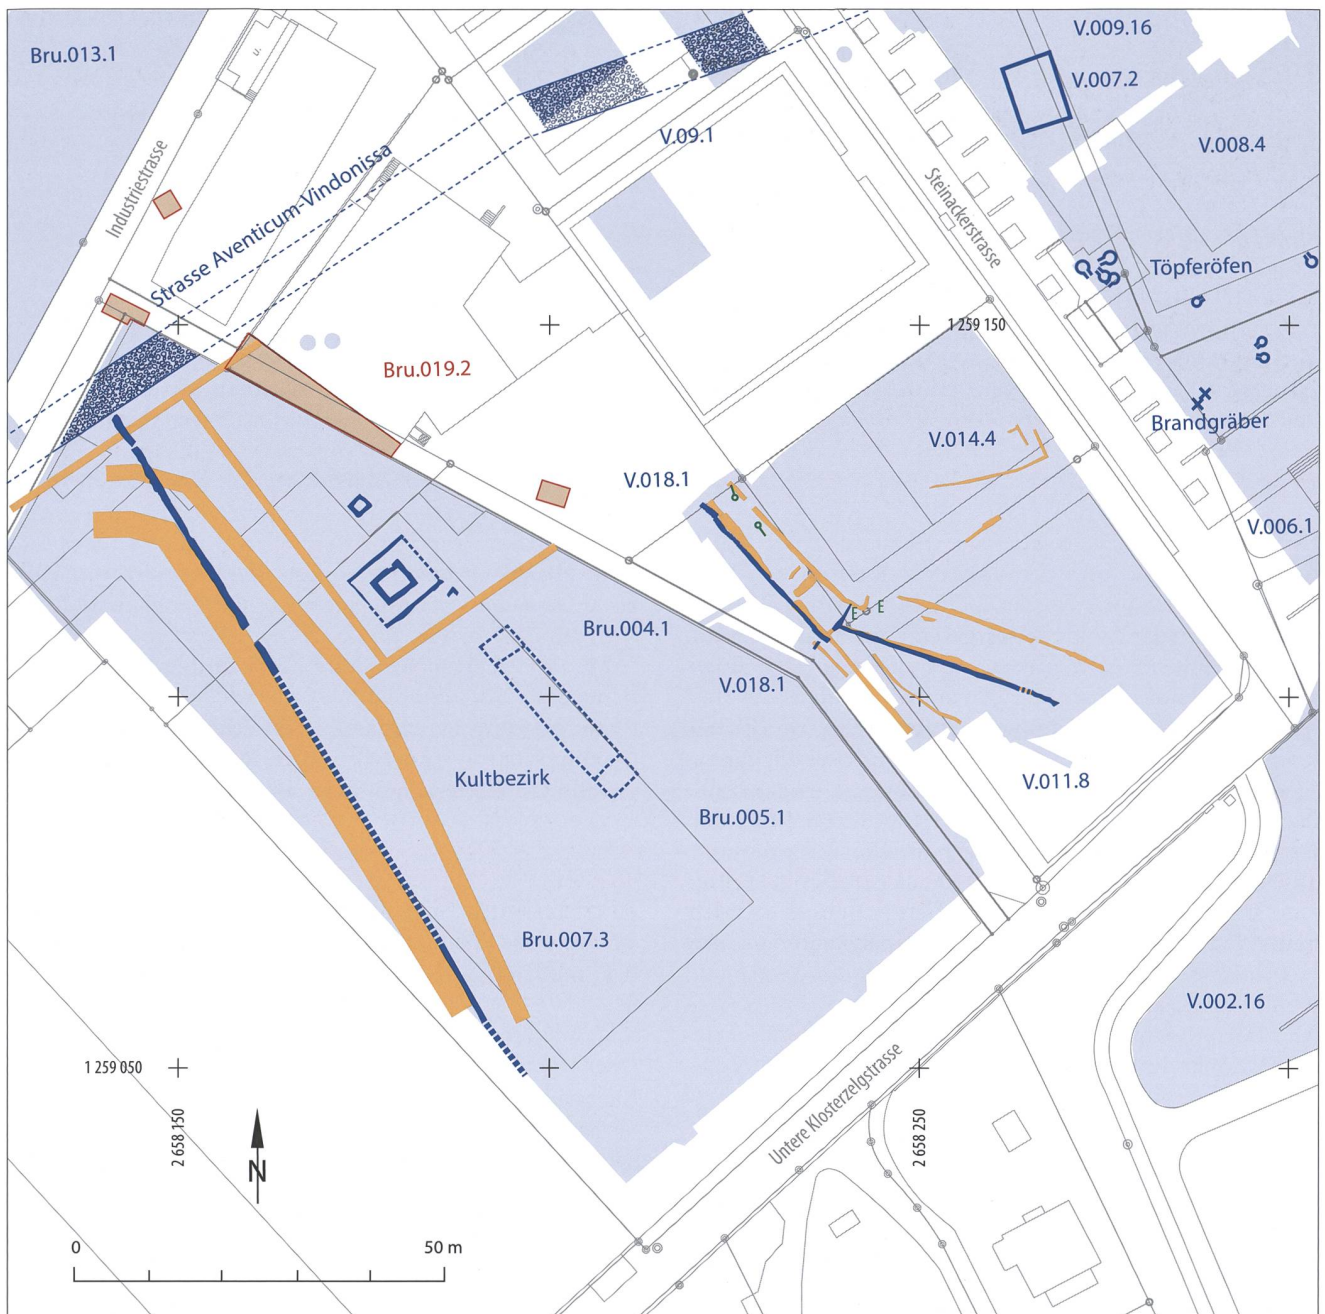 V.009.16
Bru.013.1
u.
V.007.2
V.09.1
V.008.4
Industriestrasse
Strasse Aventicum-Vindonissa
Steinackerstrasse
Töpferöfen
1 259 150
Bru.019.2
Brandgräber
V.014.4
V.018.1
V.006.1
E E
Bru.004.1
V.018.1
Kultbezirk
V.011.8
Bru.005.1
Bru.007.3
V.002.16
1 259 050
Untere Klosterzelgstrasse
2 658 150
2 658 250
N
0 50 m